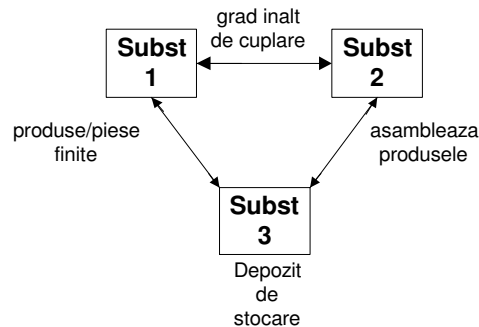 grad inalt
de cuplare
Subst
1
Subst
2
produse/piese
finite
asambleaza
produsele
Subst
3
Depozit
de
stocare